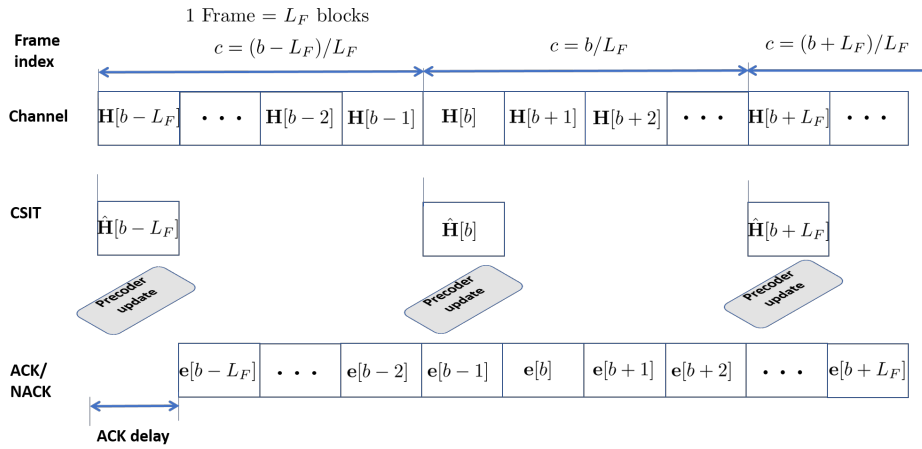 1 Frame = L_F blocks
Frame index
c = (b − L_F)/L_F
c = b/L_F
c = (b + L_F)/L_F
Channel
H[b − L_F] • • • H[b − 2] H[b − 1] H[b] H[b + 1] H[b + 2] • • • H[b + L_F] • • •
CSIT
Ĥ[b − L_F] Ĥ[b] Ĥ[b + L_F]
Precoder update
Precoder update
Precoder update
ACK/ NACK
e[b − L_F] • • • e[b − 2] e[b − 1] e[b] e[b + 1] e[b + 2] • • • e[b + L_F]
ACK delay